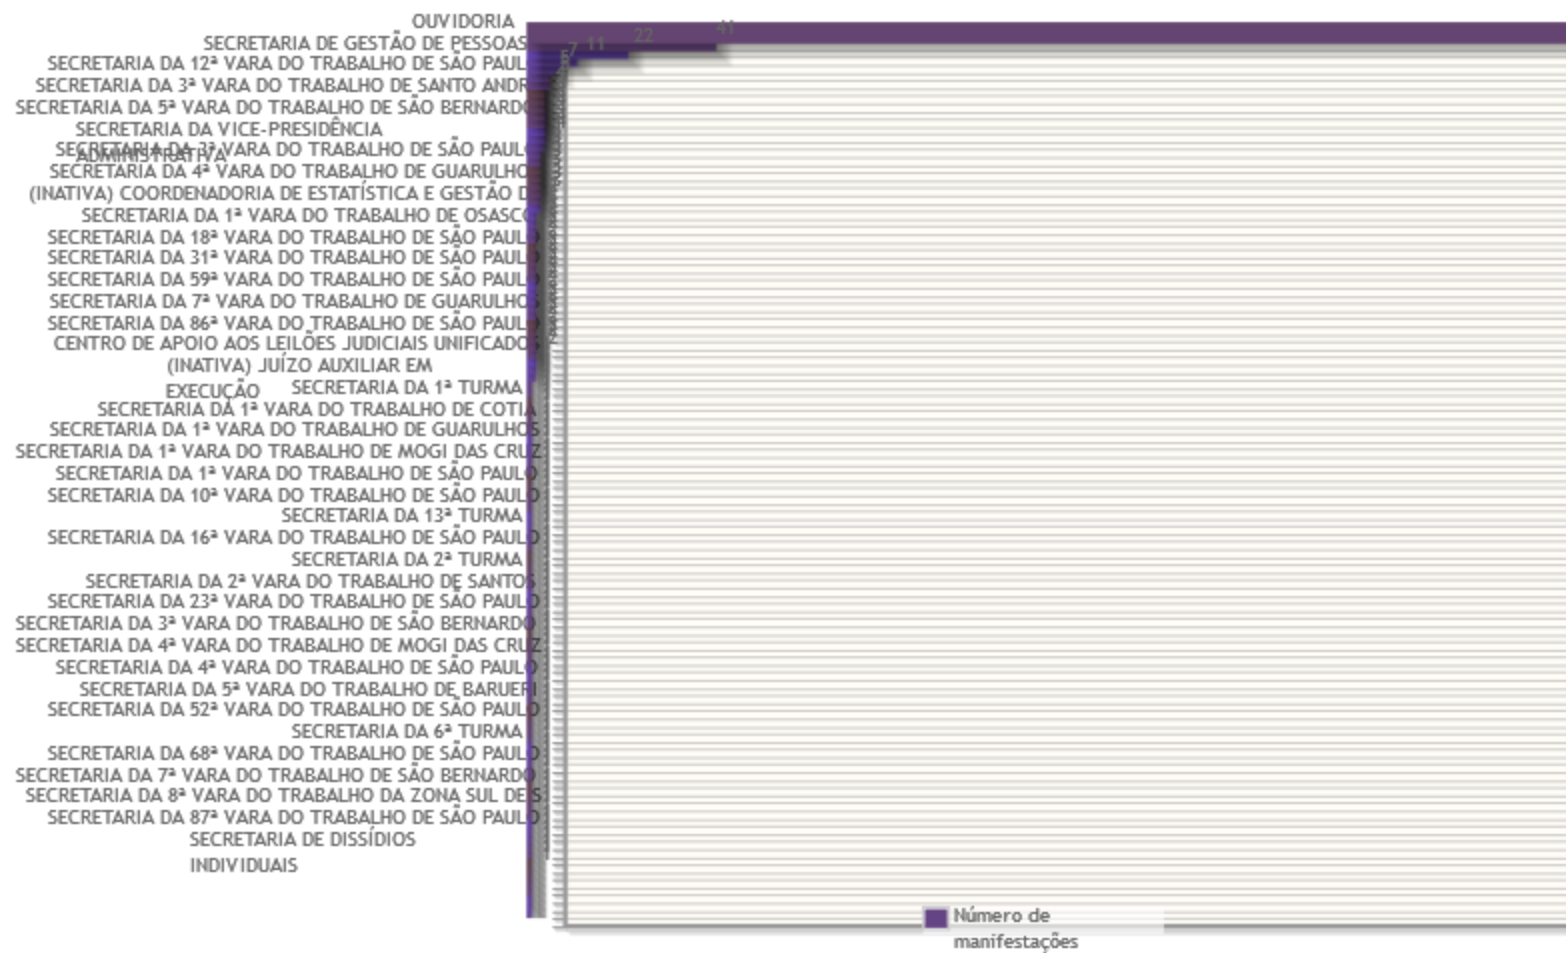 OUVIDORIA
41
SECRETARIA DE GESTÃO DE PESSOAS
22
11
7
SECRETARIA DA 12ª VARA DO TRABALHO DE SÃO PAUL
5
SECRETARIA DA 3ª VARA DO TRABALHO DE SANTO ANDR
SECRETARIA DA 5ª VARA DO TRABALHO DE SÃO BERNARDO
SECRETARIA DA VICE-PRESIDÊNCIA
ADMINISTRATIVA
SECRETARIA DA 3ª VARA DO TRABALHO DE SÃO PAULO
SECRETARIA DA 4ª VARA DO TRABALHO DE GUARULHO
(INATIVA) COORDENADORIA DE ESTATÍSTICA E GESTÃO D
SECRETARIA DA 1ª VARA DO TRABALHO DE OSASCO
SECRETARIA DA 18ª VARA DO TRABALHO DE SÃO PAULO
SECRETARIA DA 31ª VARA DO TRABALHO DE SÃO PAULO
SECRETARIA DA 59ª VARA DO TRABALHO DE SÃO PAULO
SECRETARIA DA 7ª VARA DO TRABALHO DE GUARULHOS
SECRETARIA DA 86ª VARA DO TRABALHO DE SÃO PAULO
CENTRO DE APOIO AOS LEILÕES JUDICIAIS UNIFICADOS
(INATIVA) JUÍZO AUXILIAR EM
EXECUÇÃO
SECRETARIA DA 1ª TURMA
SECRETARIA DA 1ª VARA DO TRABALHO DE COTIA
SECRETARIA DA 1ª VARA DO TRABALHO DE GUARULHOS
SECRETARIA DA 1ª VARA DO TRABALHO DE MOGI DAS CRUZ
SECRETARIA DA 1ª VARA DO TRABALHO DE SÃO PAULO
SECRETARIA DA 10ª VARA DO TRABALHO DE SÃO PAULO
SECRETARIA DA 13ª TURMA
SECRETARIA DA 16ª VARA DO TRABALHO DE SÃO PAULO
SECRETARIA DA 2ª TURMA
SECRETARIA DA 2ª VARA DO TRABALHO DE SANTOS
SECRETARIA DA 23ª VARA DO TRABALHO DE SÃO PAULO
SECRETARIA DA 3ª VARA DO TRABALHO DE SÃO BERNARDO
SECRETARIA DA 4ª VARA DO TRABALHO DE MOGI DAS CRUZ
SECRETARIA DA 4ª VARA DO TRABALHO DE SÃO PAULO
SECRETARIA DA 5ª VARA DO TRABALHO DE BARUERI
SECRETARIA DA 52ª VARA DO TRABALHO DE SÃO PAULO
SECRETARIA DA 6ª TURMA
SECRETARIA DA 68ª VARA DO TRABALHO DE SÃO PAULO
SECRETARIA DA 7ª VARA DO TRABALHO DE SÃO BERNARDO
SECRETARIA DA 8ª VARA DO TRABALHO DA ZONA SUL DE S
SECRETARIA DA 87ª VARA DO TRABALHO DE SÃO PAULO
SECRETARIA DE DISSÍDIOS
INDIVIDUAIS
Número de
manifestações